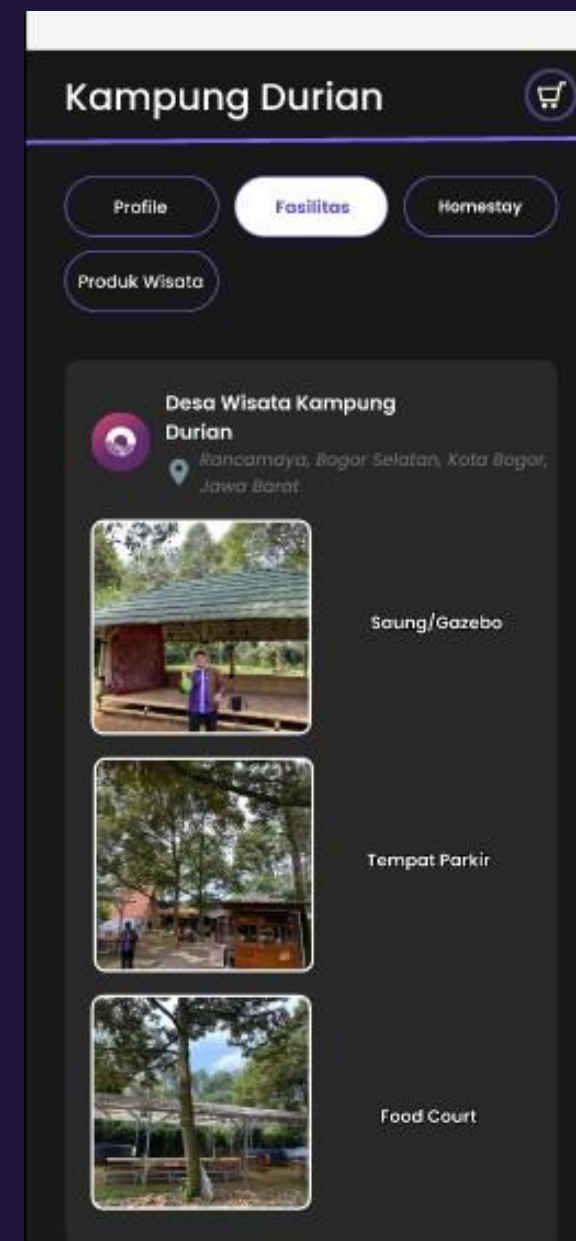 Kampung Durian
Profile
Fasilitas
Homestay
Produk Wisata
Desa Wisata Kampung
Durian
Rancamaya, Bogor Selatan, Kota Bogor,
Jawa Barat
Saung/Gazebo
Tempat Parkir
Food Court